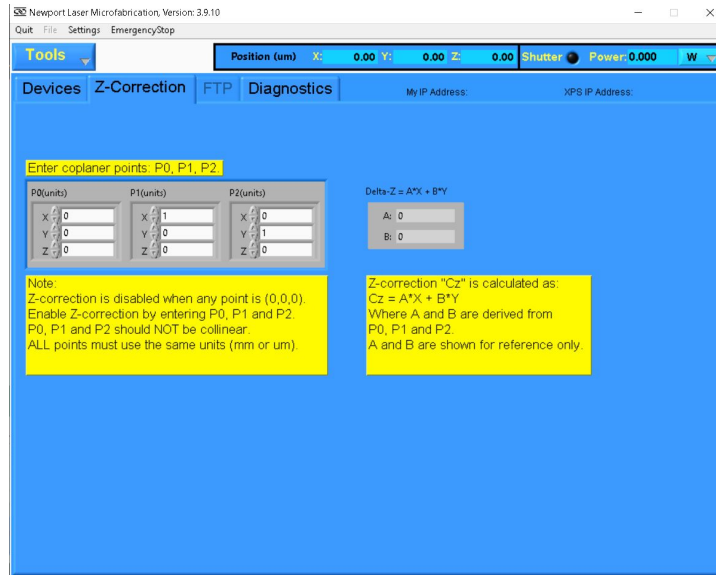 Newport Laser Microfabrication, Version: 3.9.10
Quit File Settings EmergencyStop
Tools Position (um) X: 0.00 Y: 0.00 Z: 0.00 Shutter Power: 0.000 W
Devices Z-Correction FTP Diagnostics My IP Address: XPS IP Address:
Enter coplaner points: P0, P1, P2.
P0(units) P1(units) P2(units)
X 0 X 1 X 0
Y 0 Y 0 Y 1
Z 0 Z 0 Z 0
Delta-Z = A*X + B*Y
A: 0
B: 0
Note:
Z-correction is disabled when any point is (0,0,0).
Enable Z-correction by entering P0, P1 and P2.
P0, P1 and P2 should NOT be collinear.
ALL points must use the same units (mm or um).
Z-correction "Cz" is calculated as:
Cz = A*X + B*Y
Where A and B are derived from
P0, P1 and P2.
A and B are shown for reference only.